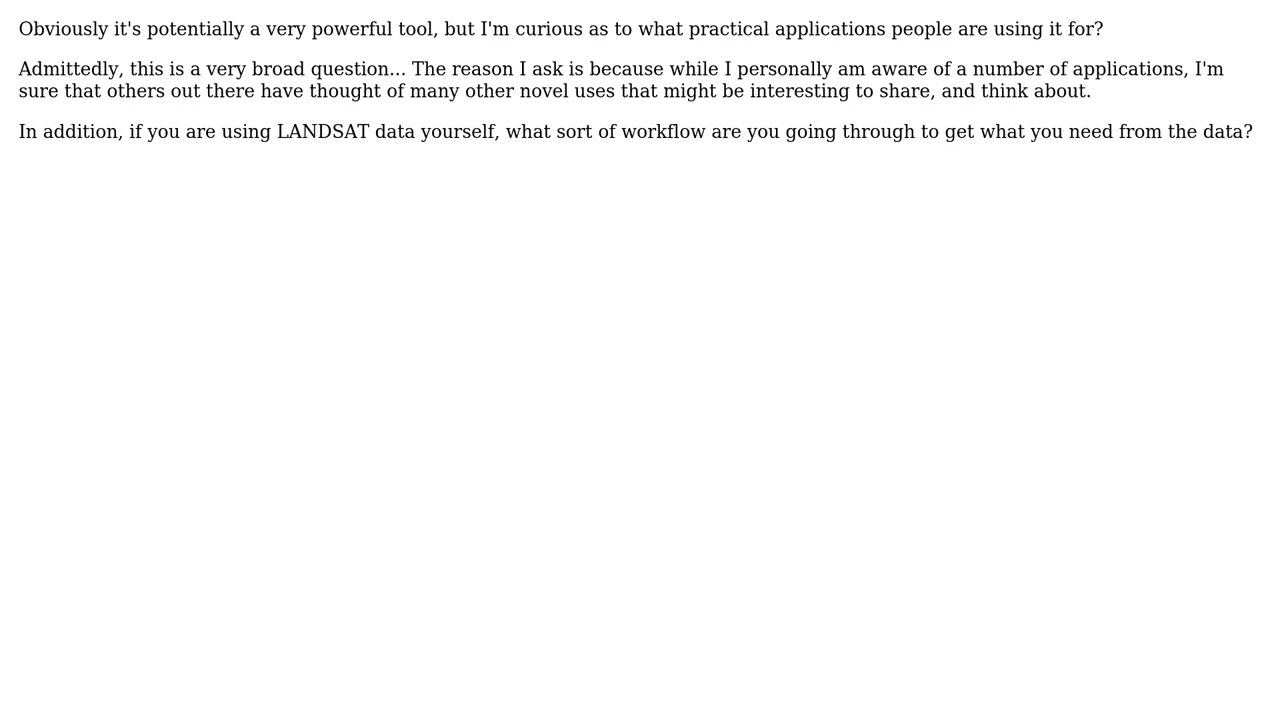 Obviously it's potentially a very powerful tool, but I'm curious as to what practical applications people are using it for?
Admittedly, this is a very broad question... The reason I ask is because while I personally am aware of a number of applications, I'm
sure that others out there have thought of many other novel uses that might be interesting to share, and think about.
In addition, if you are using LANDSAT data yourself, what sort of workflow are you going through to get what you need from the data?